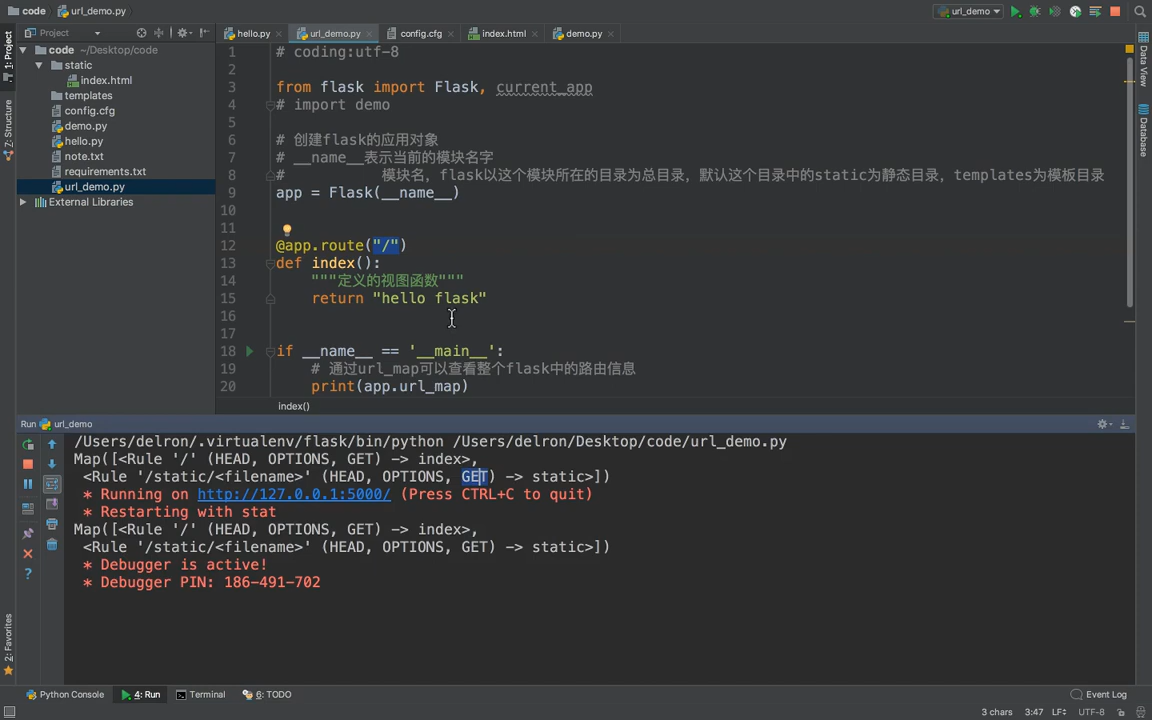 code url_demo.py url_demo
Project hello.py url_demo.py config.cfg index.html demo.py
1: Project
Z: Structure
2: Favorites
Data View
Database
code ~/Desktop/code
static
index.html
templates
config.cfg
demo.py
hello.py
note.txt
requirements.txt
url_demo.py
External Libraries
1 # coding:utf-8
2
3 from flask import Flask, current_app
4 # import demo
5
6 # 创建flask的应用对象
7 # __name__表示当前的模块名字
8 # 模块名，flask以这个模块所在的目录为总目录，默认这个目录中的static为静态目录，templates为模板目录
9 app = Flask(__name__)
10
11
12 @app.route("/")
13 def index():
14 """定义的视图函数"""
15 return "hello flask"
16
17
18 if __name__ == '__main__':
19 # 通过url_map可以查看整个flask中的路由信息
20 print(app.url_map)
index()
Run url_demo
/Users/delron/.virtualenv/flask/bin/python /Users/delron/Desktop/code/url_demo.py
Map([<Rule '/' (HEAD, OPTIONS, GET) -> index>,
<Rule '/static/<filename>' (HEAD, OPTIONS, GET) -> static>])
* Running on http://127.0.0.1:5000/ (Press CTRL+C to quit)
* Restarting with stat
Map([<Rule '/' (HEAD, OPTIONS, GET) -> index>,
<Rule '/static/<filename>' (HEAD, OPTIONS, GET) -> static>])
* Debugger is active!
* Debugger PIN: 186-491-702
Python Console 4: Run Terminal 6: TODO Event Log
3 chars 3:47 LF÷ UTF-8